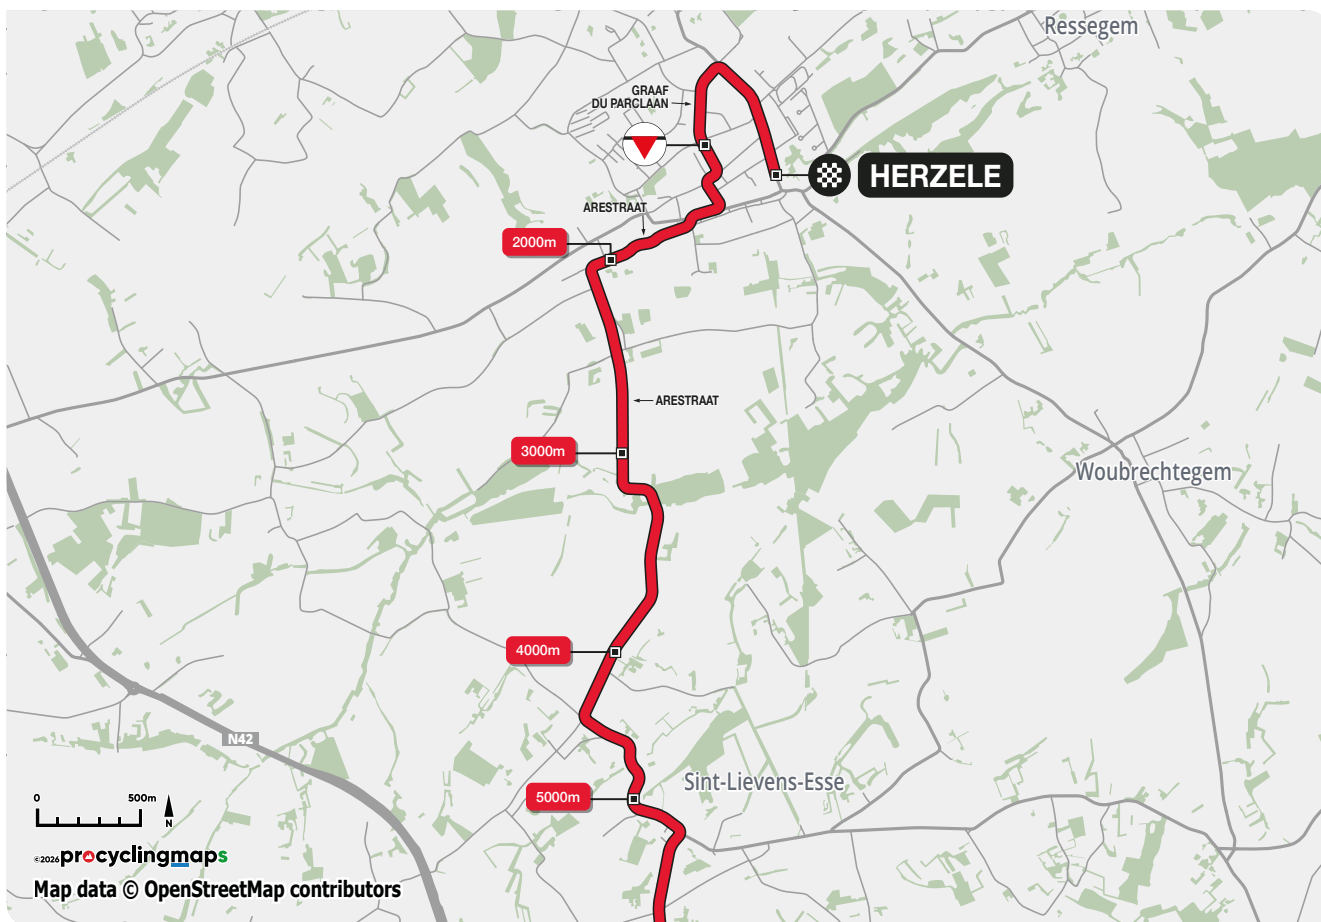 Ressegem
GRAAF
DU PARCLAAN
HERZELE
ARESTRAAT
2000m
ARESTRAAT
3000m
Woubrechtegem
4000m
N42
Sint-Lievens-Esse
5000m
0 500m
N
©2026 procyclingmaps
Map data © OpenStreetMap contributors